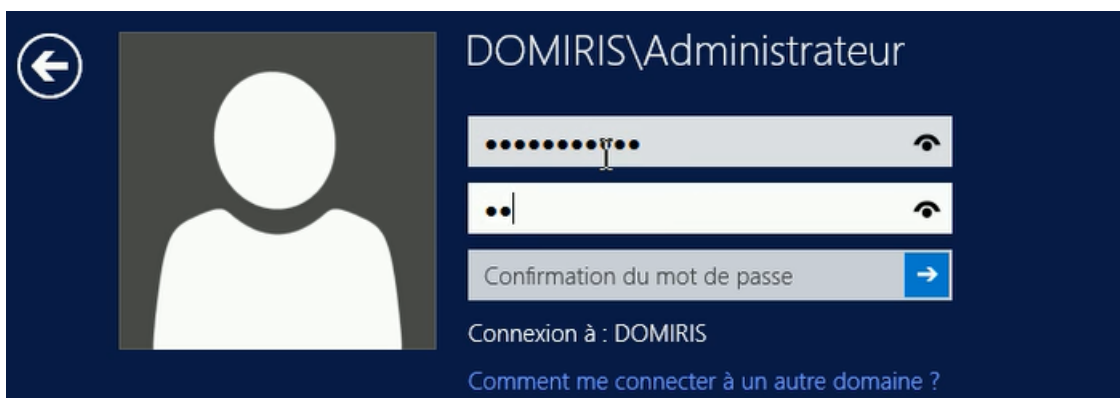 DOMIRIS\Administrateur
•••••••••••
••
Confirmation du mot de passe
Connexion à : DOMIRIS
Comment me connecter à un autre domaine ?